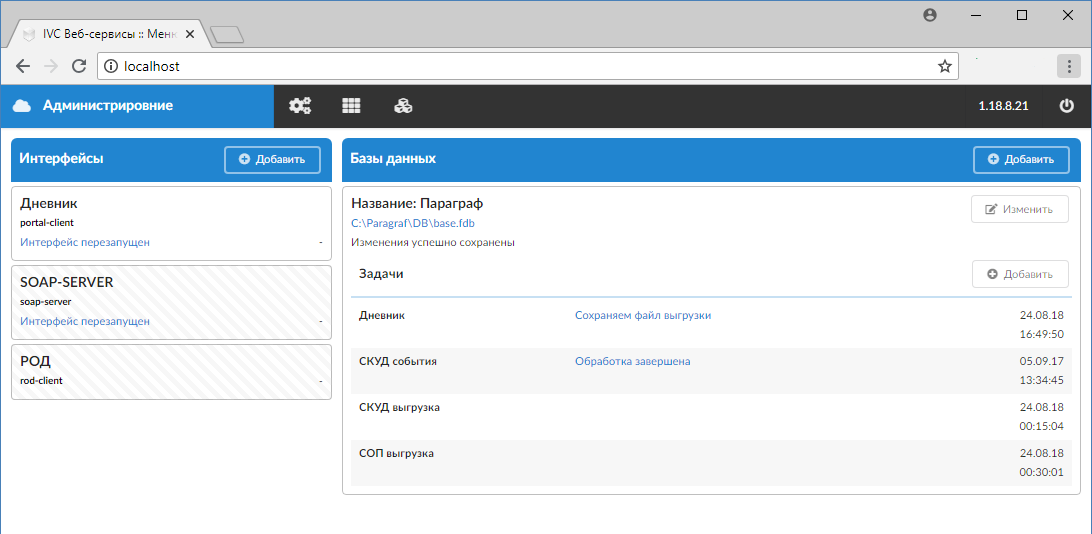 IVC Веб-сервисы :: Меню
localhost
Администрировние
1.18.8.21
Интерфейсы
Добавить
Дневник
portal-client
Интерфейс перезапущен -
SOAP-SERVER
soap-server
Интерфейс перезапущен -
РОД
rod-client -
Базы данных
Добавить
Название: Параграф
Изменить
C:\Paragraf\DB\base.fdb
Изменения успешно сохранены
Задачи
Добавить
Дневник Сохраняем файл выгрузки 24.08.18
16:49:50
СКУД события Обработка завершена 05.09.17
13:34:45
СКУД выгрузка 24.08.18
00:15:04
СОП выгрузка 24.08.18
00:30:01